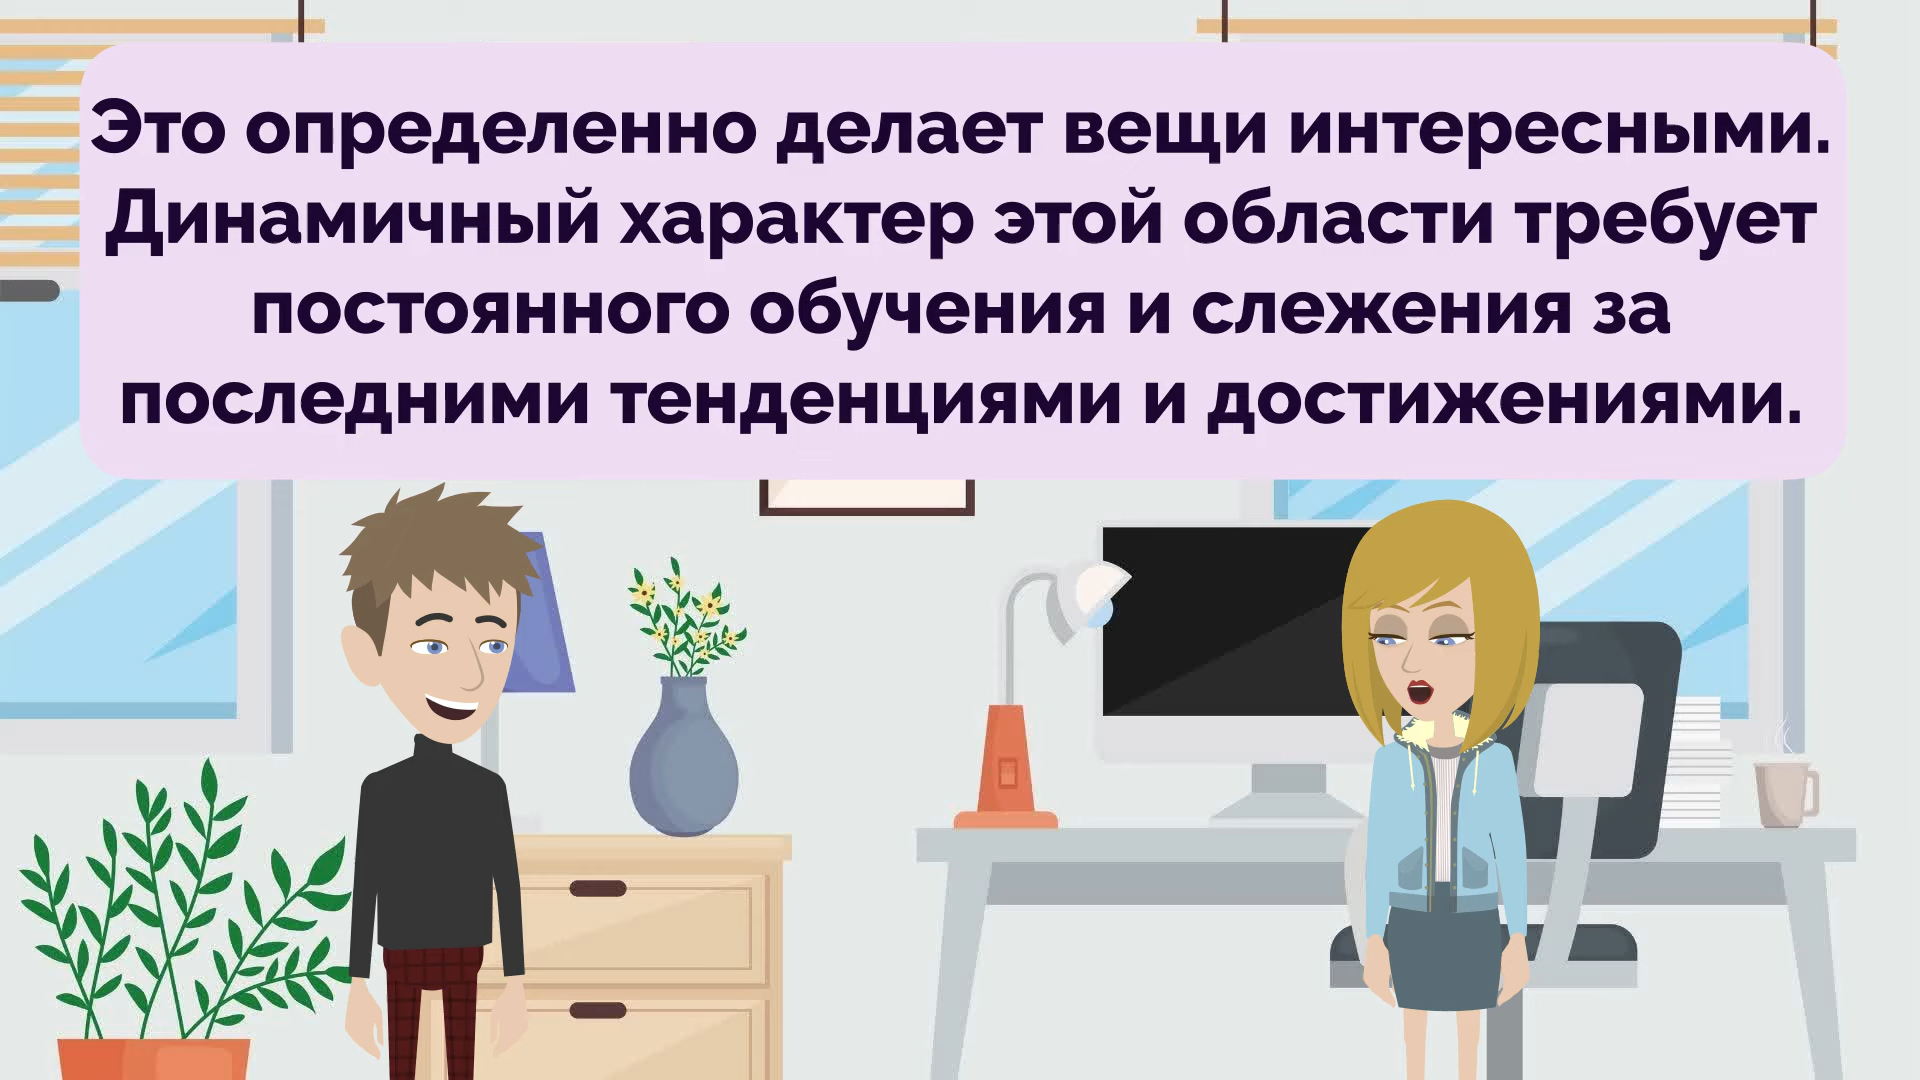 Это определенно делает вещи интересными.
Динамичный характер этой области требует
постоянного обучения и слежения за
последними тенденциями и достижениями.